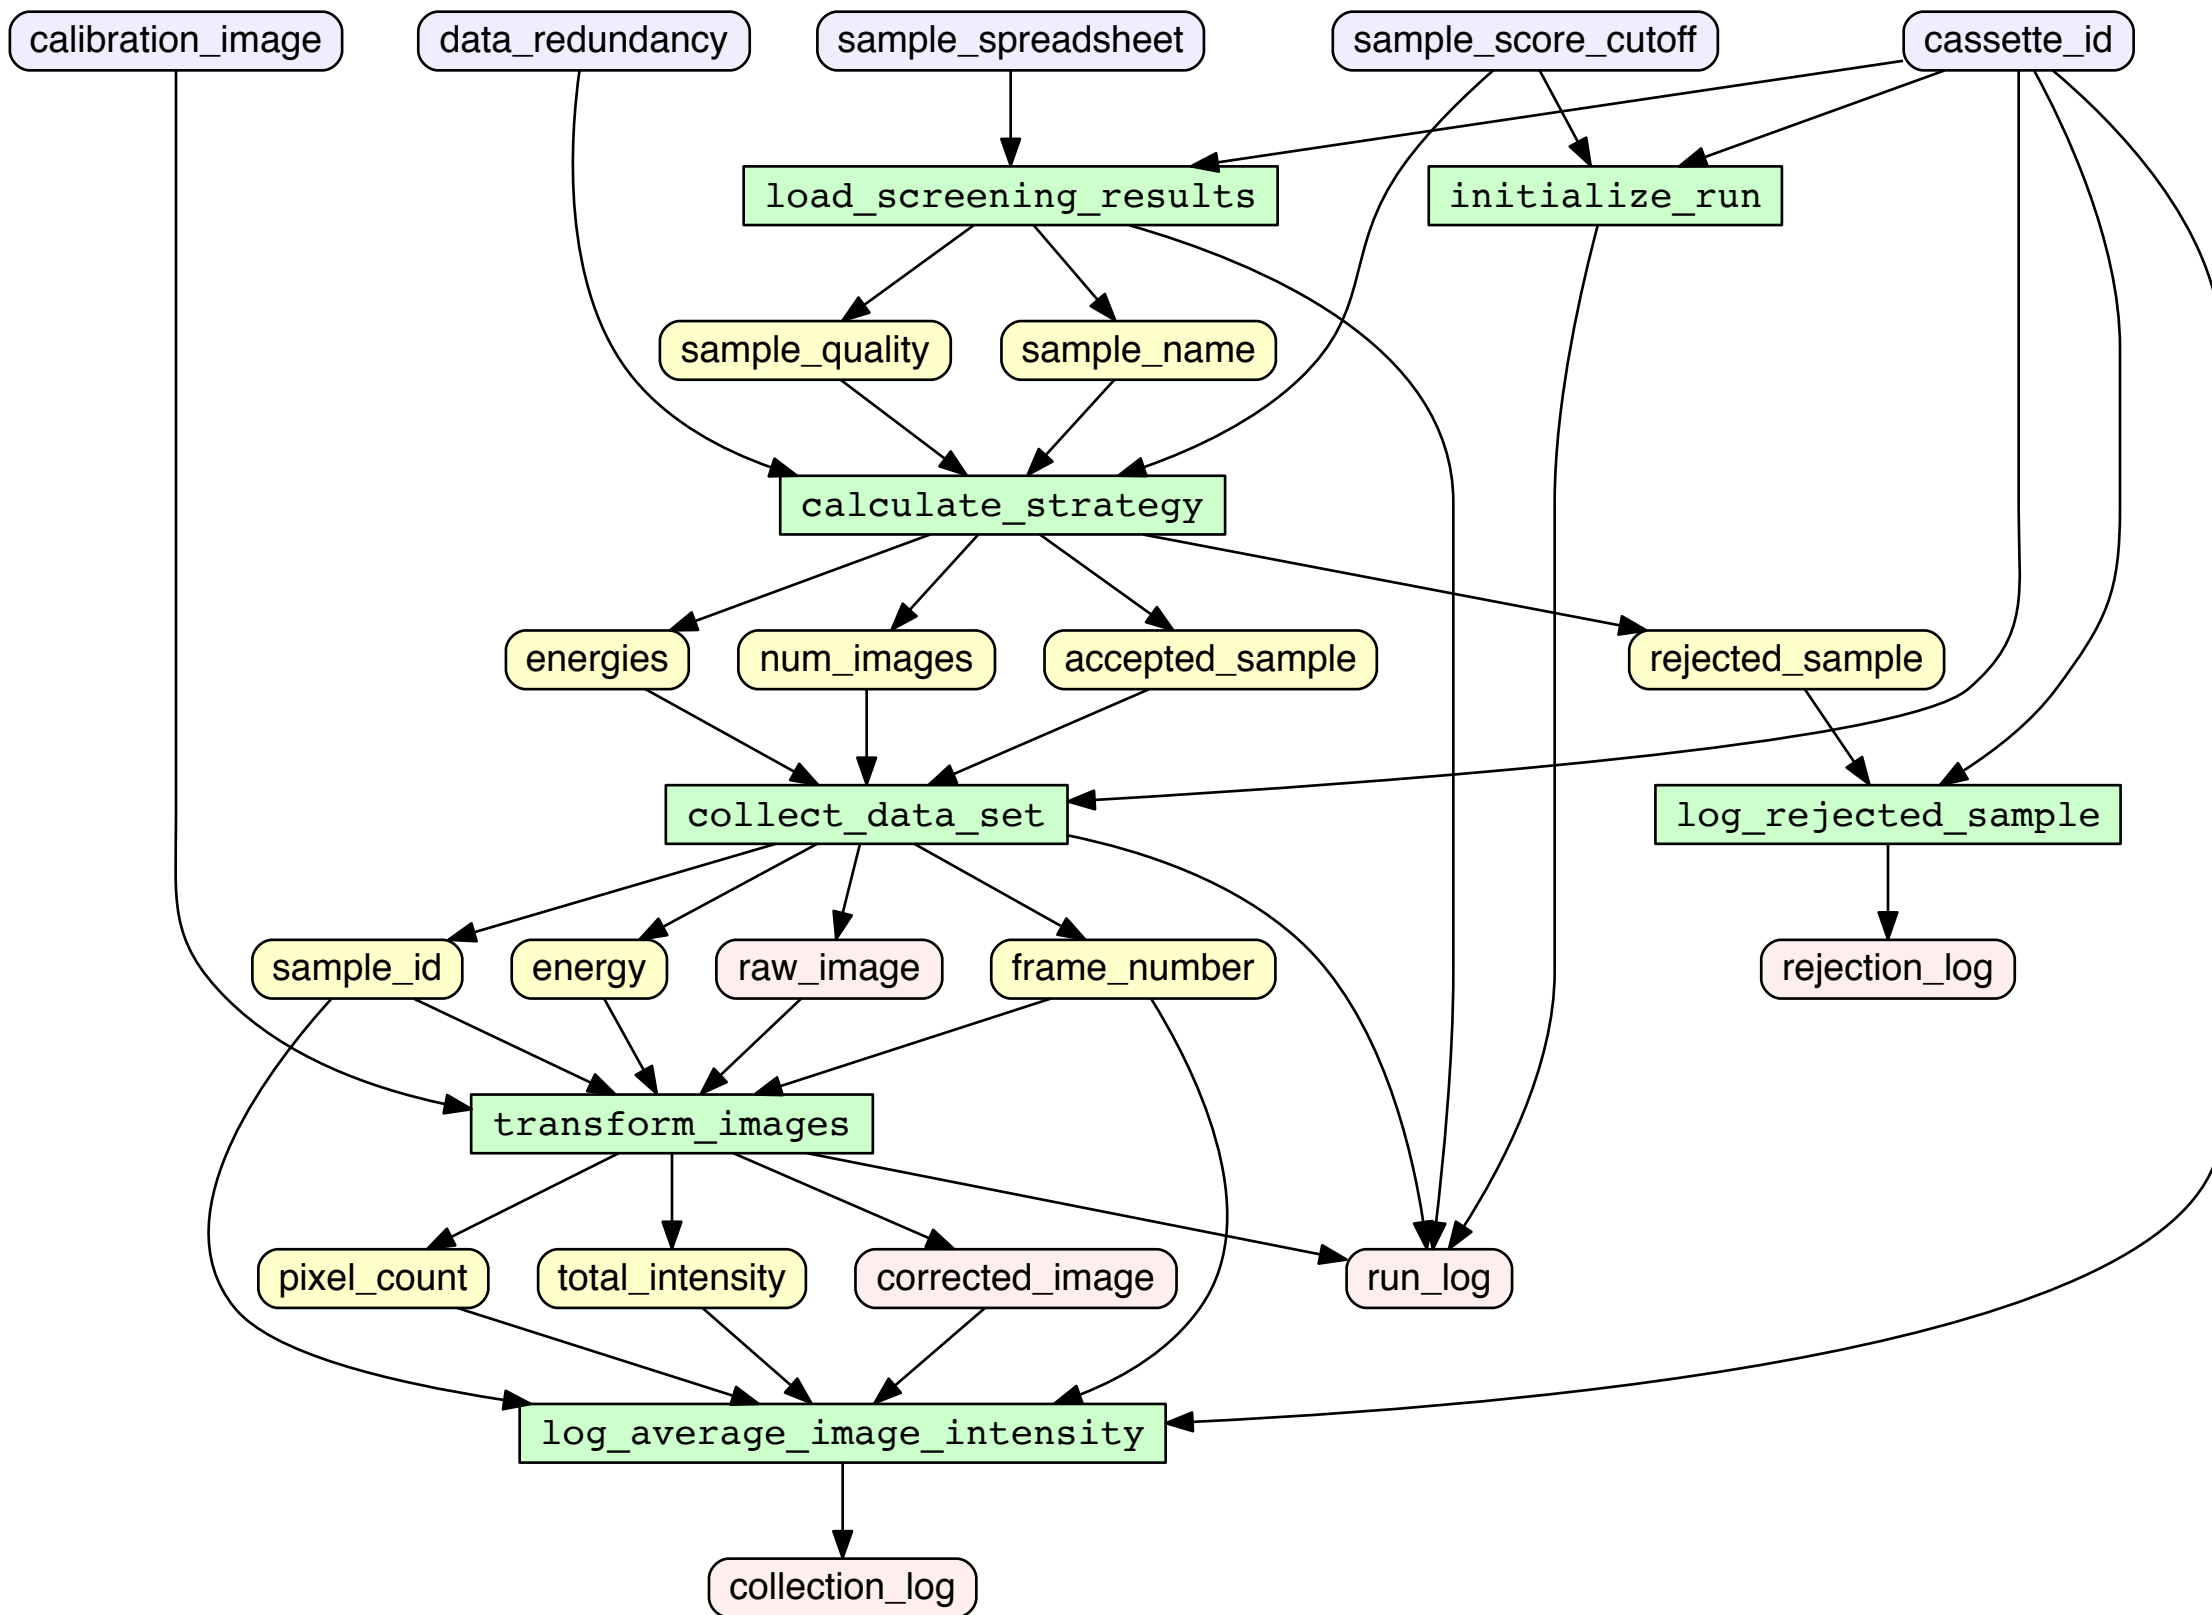 calibration_image
data_redundancy
sample_spreadsheet
sample_score_cutoff
cassette_id
load_screening_results
initialize_run
sample_quality
sample_name
calculate_strategy
energies
num_images
accepted_sample
rejected_sample
collect_data_set
log_rejected_sample
sample_id
energy
raw_image
frame_number
rejection_log
transform_images
pixel_count
total_intensity
corrected_image
run_log
log_average_image_intensity
collection_log